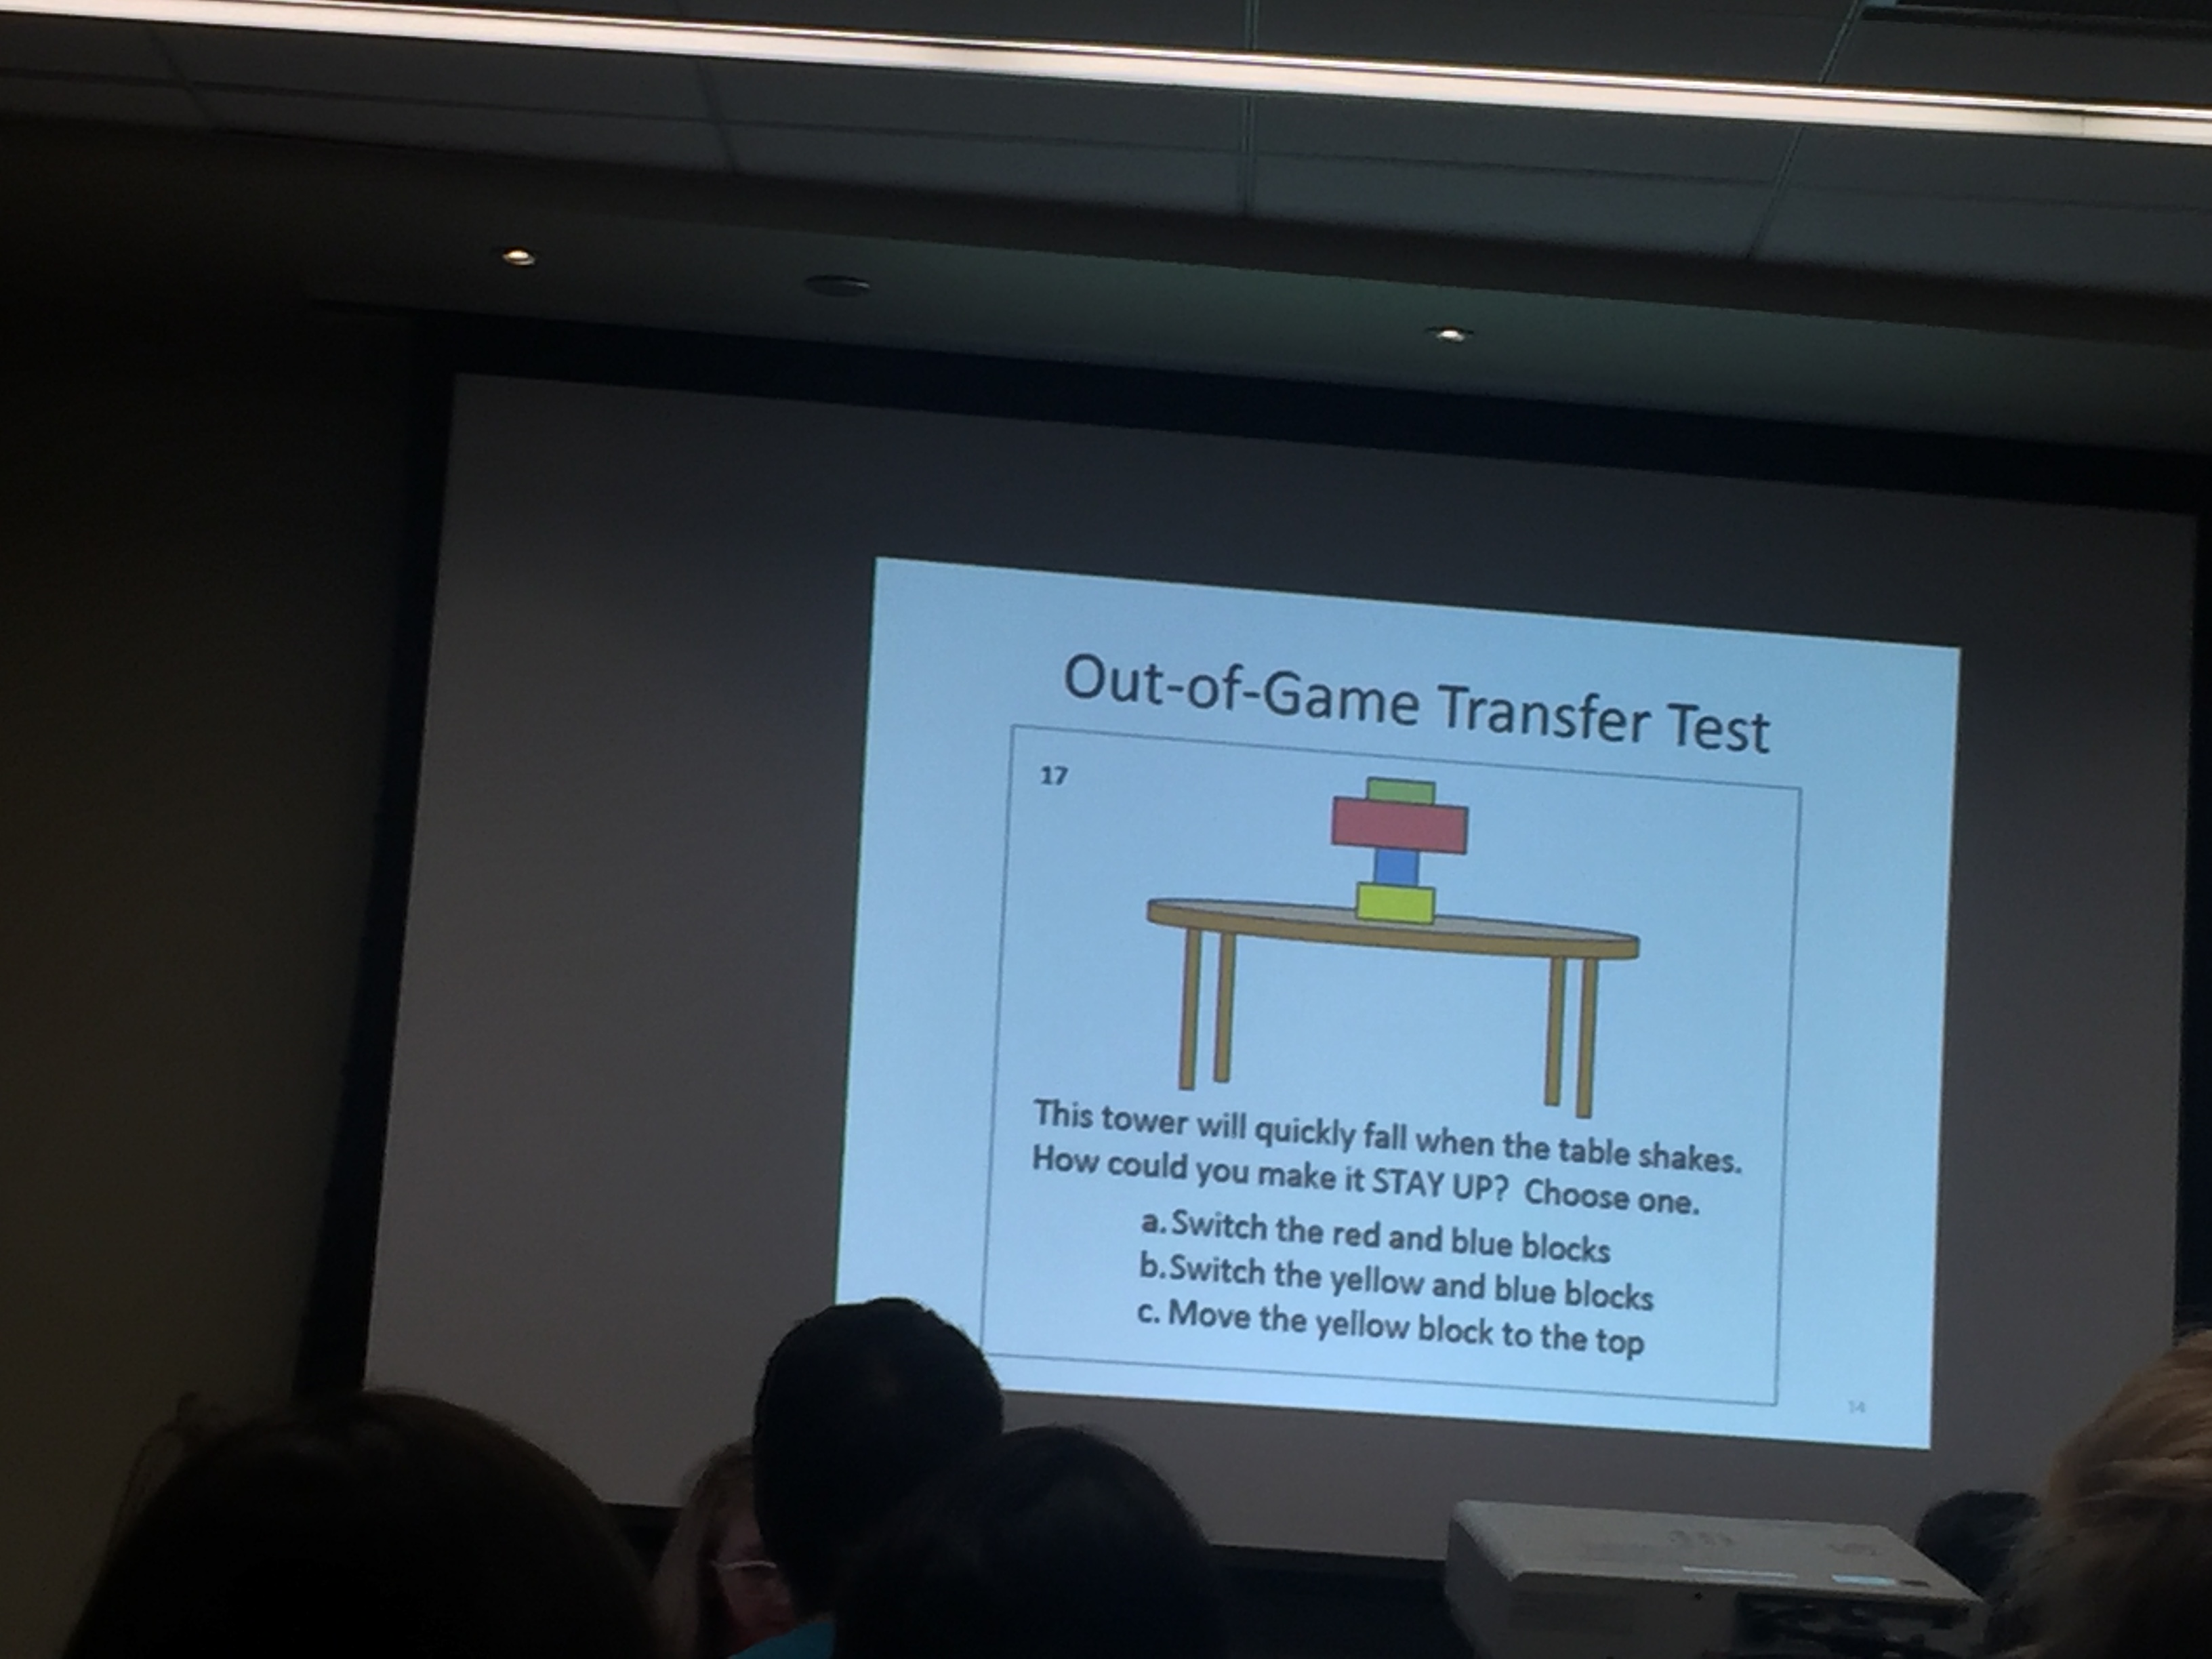 Out-of-Game Transfer Test
17
This tower will quickly fall when the table shakes.
How could you make it STAY UP? Choose one.
a. Switch the red and blue blocks
b. Switch the yellow and blue blocks
c. Move the yellow block to the top
14